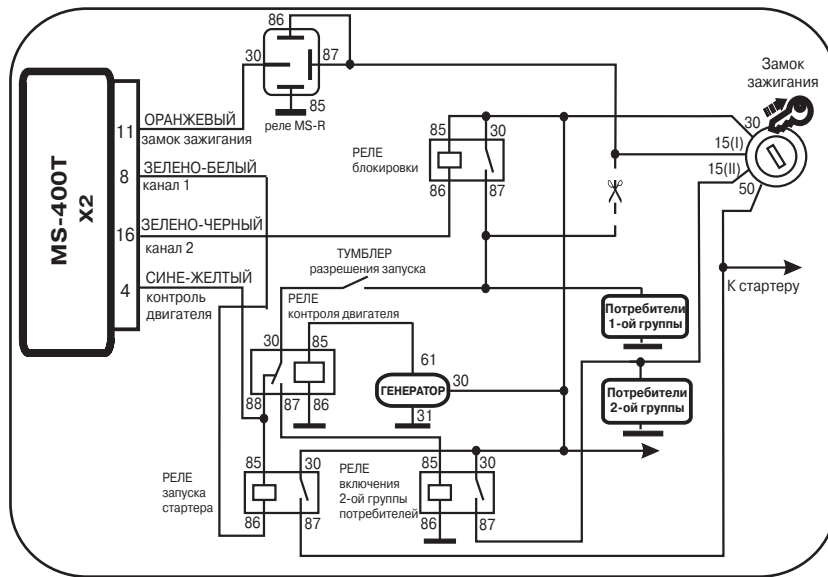 MS-400T
X2
11
8
16
4
ОРАНЖЕВЫЙ
замок зажигания
ЗЕЛЕНО-БЕЛЫЙ
канал 1
ЗЕЛЕНО-ЧЕРНЫЙ
канал 2
СИНЕ-ЖЕЛТЫЙ
контроль
двигателя
86
30
87
85
реле MS-R
РЕЛЕ
блокировки
85
30
86
87
Замок
зажигания
30
15(I)
15(II)
50
К стартеру
ТУМБЛЕР
разрешения запуска
РЕЛЕ
контроля двигателя
30
85
88
87
86
61
ГЕНЕРАТОР
30
31
Потребители
1-ой группы
Потребители
2-ой группы
РЕЛЕ
запуска
стартера
85
30
86
87
РЕЛЕ
включения
2-ой группы
потребителей
85
30
86
87